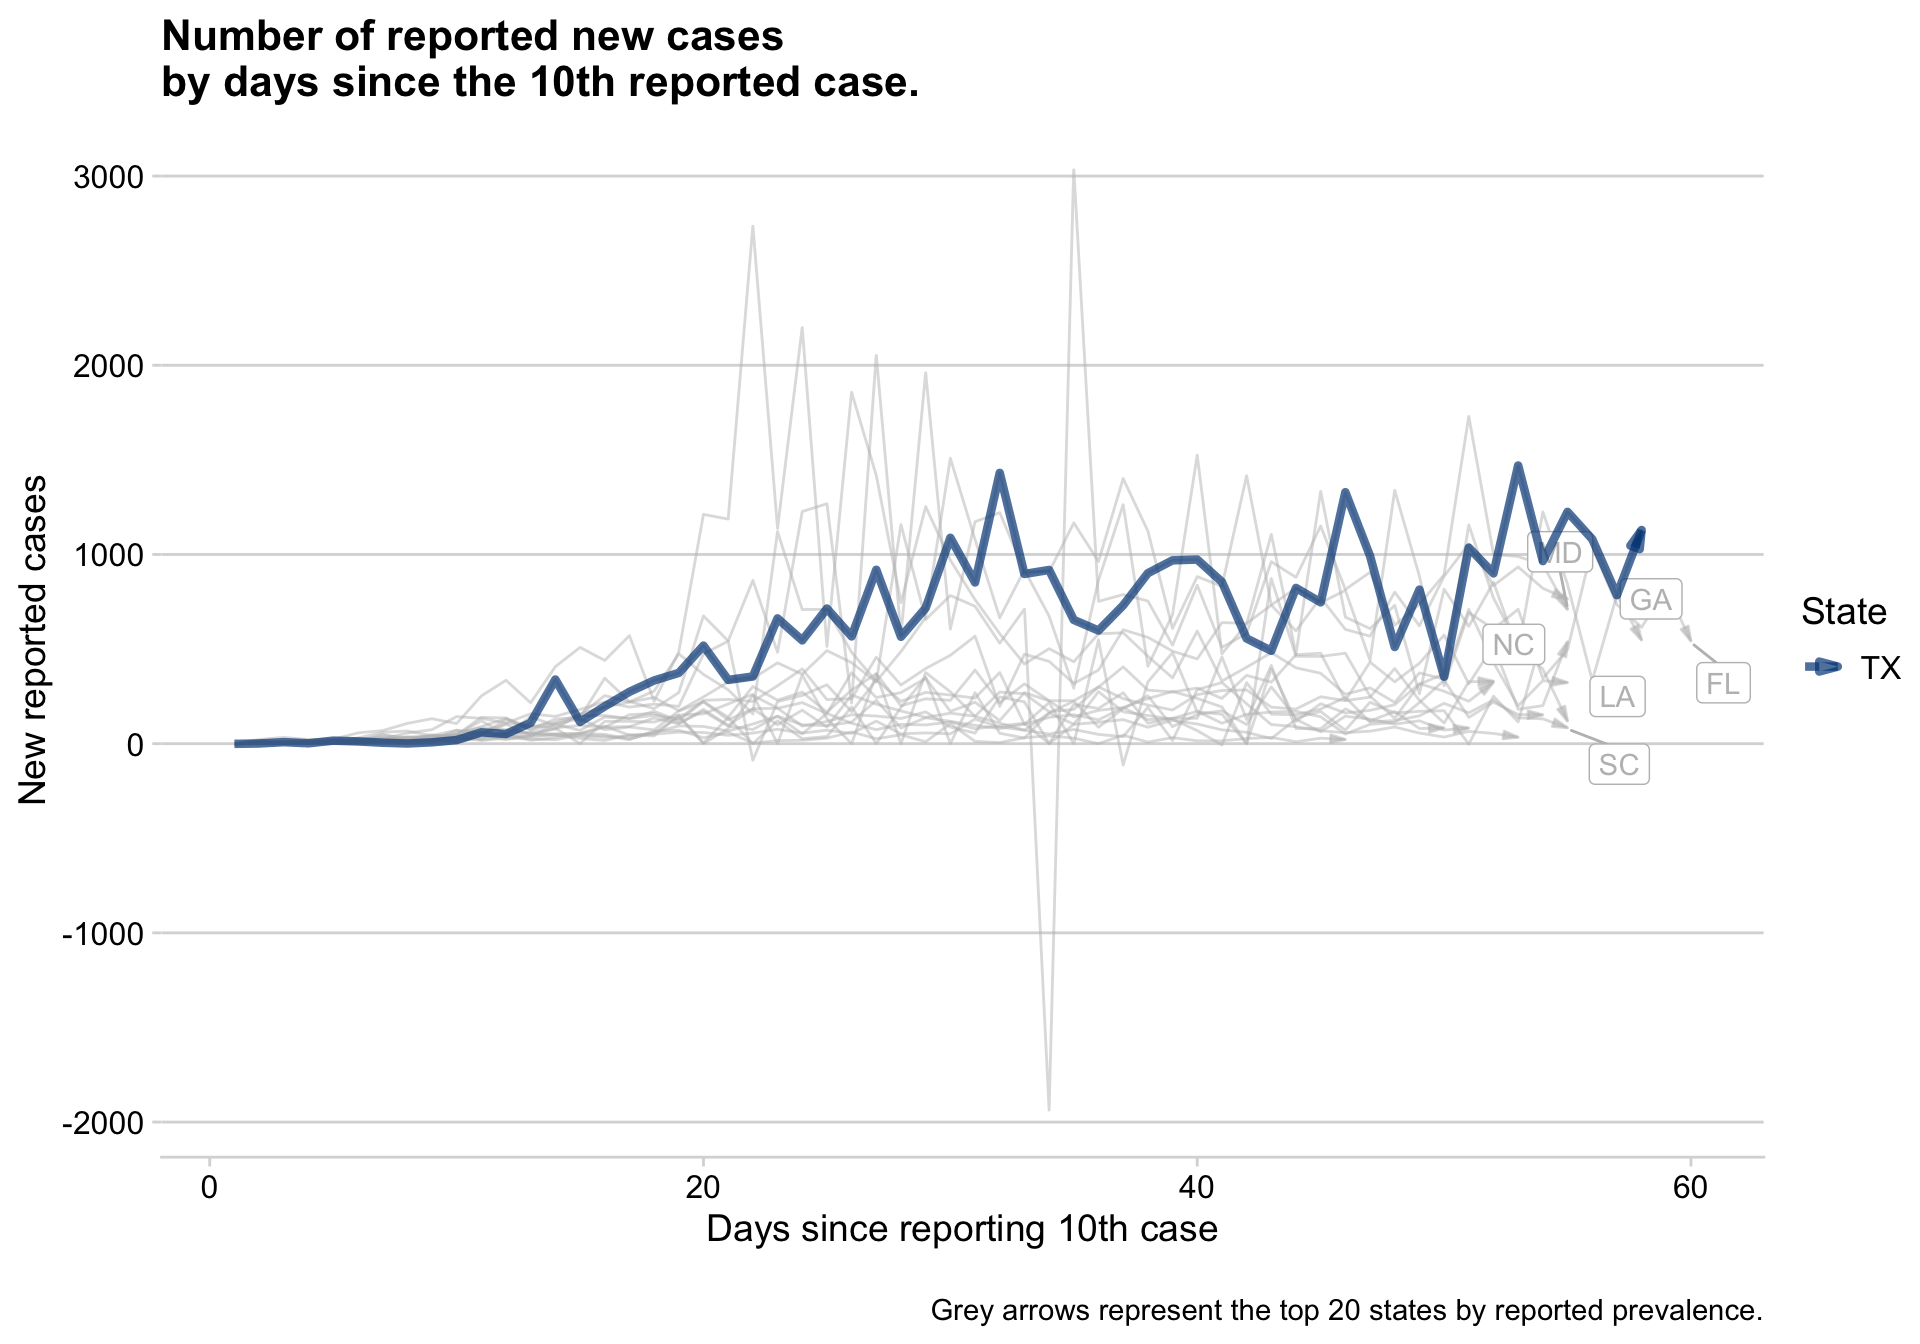 Number of reported new cases
by days since the 10th reported case.
New reported cases
3000
2000
1000
0
-1000
-2000
0
20
40
60
Days since reporting 10th case
GA
NC
LA
FL
SC
State
TX
Grey arrows represent the top 20 states by reported prevalence.